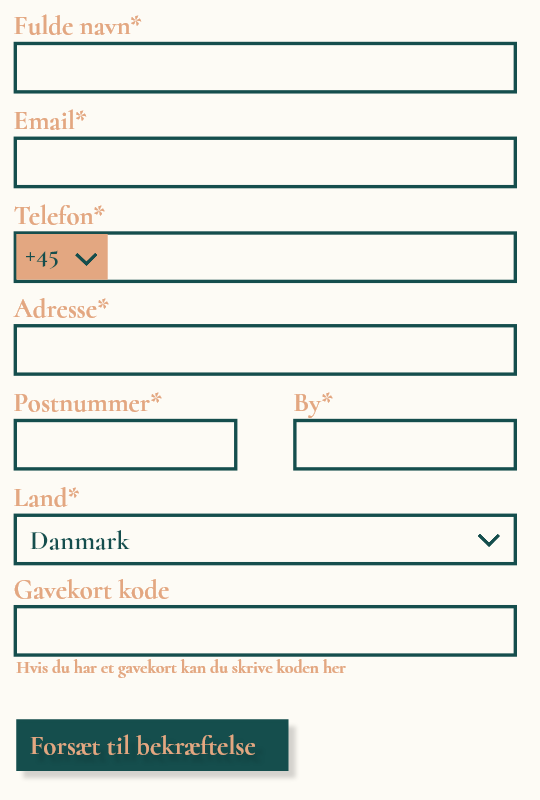 Fulde navn*
Email*
Telefon*
+45
Adresse*
Postnummer* By*
Land*
Danmark
Gavekort kode
Hvis du har et gavekort kan du skrive koden her
Forsæt til bekræftelse